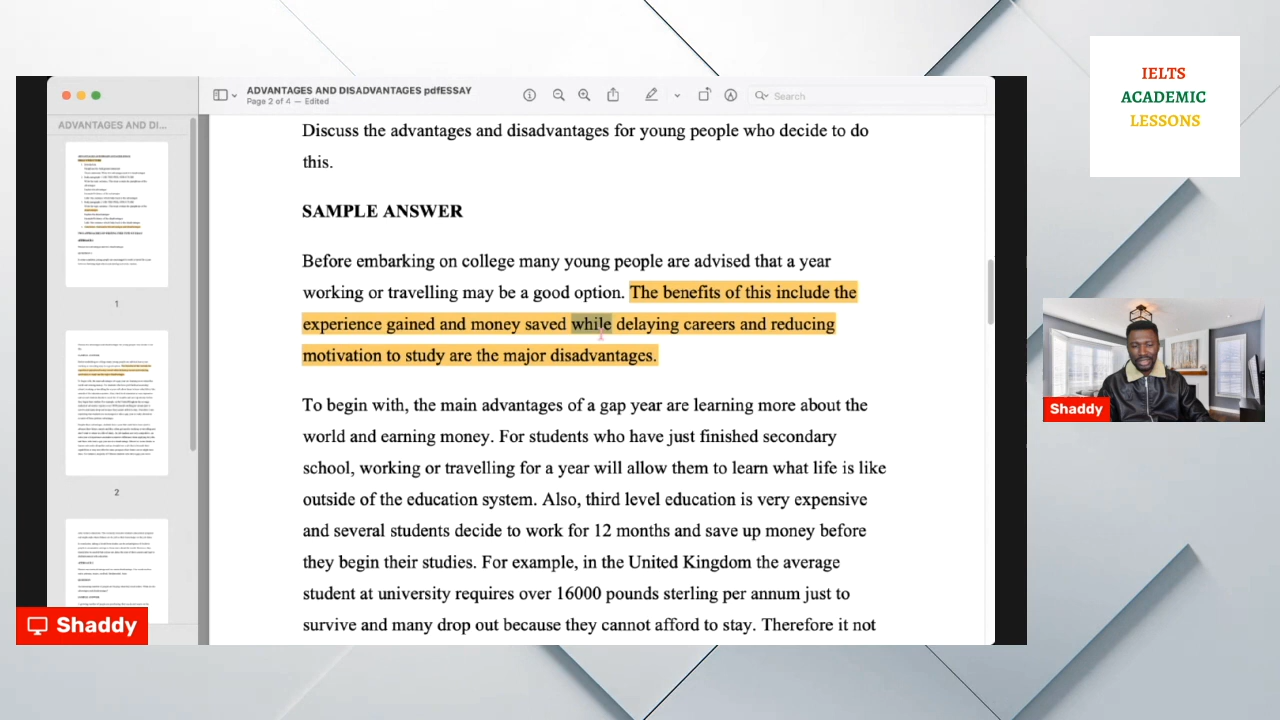 IELTS
ACADEMIC
LESSONS
ADVANTAGES AND DISADVANTAGES pdfESSAY
Page 2 of 4 — Edited
Search
ADVANTAGES AND DI...
1
2
Discuss the advantages and disadvantages for young people who decide to do
this.
SAMPLE ANSWER
Before embarking on college many young people are advised that a year
working or travelling may be a good option. The benefits of this include the
experience gained and money saved while delaying careers and reducing
motivation to study are the major disadvantages.
To begin with, the main advantages of a gap year are learning more about the
world and earning money. For teens who have just finished secondary
school, working or travelling for a year will allow them to learn what life is like
outside of the education system. Also, third level education is very expensive
and several students decide to work for 12 months and save up money before
they begin their studies. For example, in the United Kingdom the average
student at university requires over 16000 pounds sterling per annum just to
survive and many drop out because they cannot afford to stay. Therefore it not
Shaddy
Shaddy